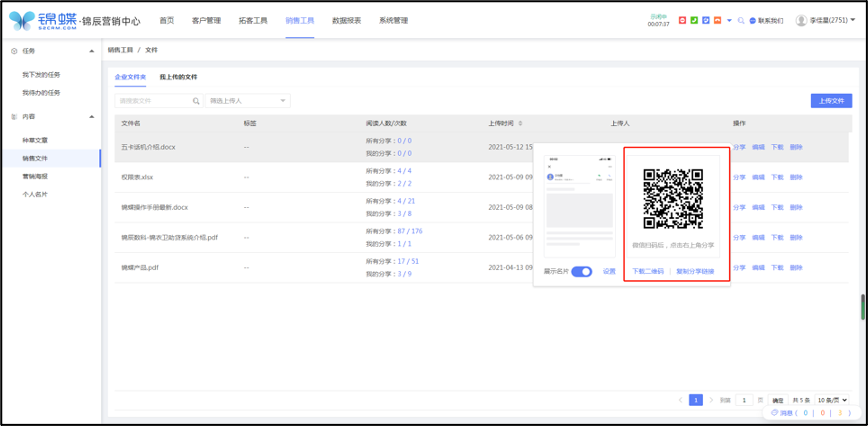 锦蝶 · 锦辰营销中心
SZCRM.COM
首页 客户管理 拓客工具 销售工具 数据报表 系统管理
00:07:37
联系我们
李佳蔓(2751)
任务
我下发的任务
我待办的任务
内容
种草文章
销售文件
营销海报
个人名片
销售工具 / 文件
企业文件夹 我上传的文件
请搜索文件 筛选上传人 上传文件
文件名 标签 阅读人数/次数 上传时间 上传人 操作
五卡话机介绍.docx -- 所有分享：0 / 0 2021-05-12 15 分享 编辑 下载 删除
我的分享：0 / 0
权限表.xlsx -- 所有分享：4 / 4 2021-05-09 09 分享 编辑 下载 删除
我的分享：2 / 2
锦蝶操作手册最新.docx -- 所有分享：4 / 21 2021-05-09 08 分享 编辑 下载 删除
我的分享：3 / 8
锦辰数科-锦衣卫助贷系统介绍.pdf -- 所有分享：87 / 176 2021-05-06 09 分享 编辑 下载 删除
我的分享：1 / 1
锦蝶产品.pdf -- 所有分享：17 / 51 2021-04-13 09 分享 编辑 下载 删除
我的分享：3 / 9
微信扫码后，点击右上角分享
展示名片 设置 下载二维码 | 复制分享链接
1 到第 1 页 确定 共 5 条 10 条/页
消息 ( 0 | 0 | 3 )